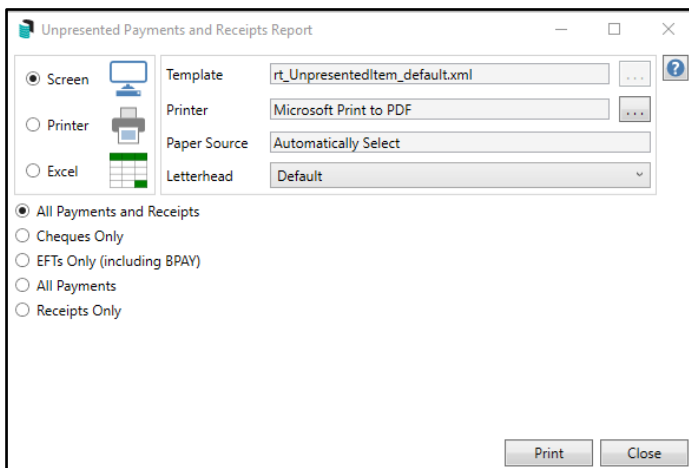 Unpresented Payments and Receipts Report
Screen
Printer
Excel
Template rt_UnpresentedItem_default.xml ...
Printer Microsoft Print to PDF ...
Paper Source Automatically Select
Letterhead Default
?
All Payments and Receipts
Cheques Only
EFTs Only (including BPAY)
All Payments
Receipts Only
Print Close